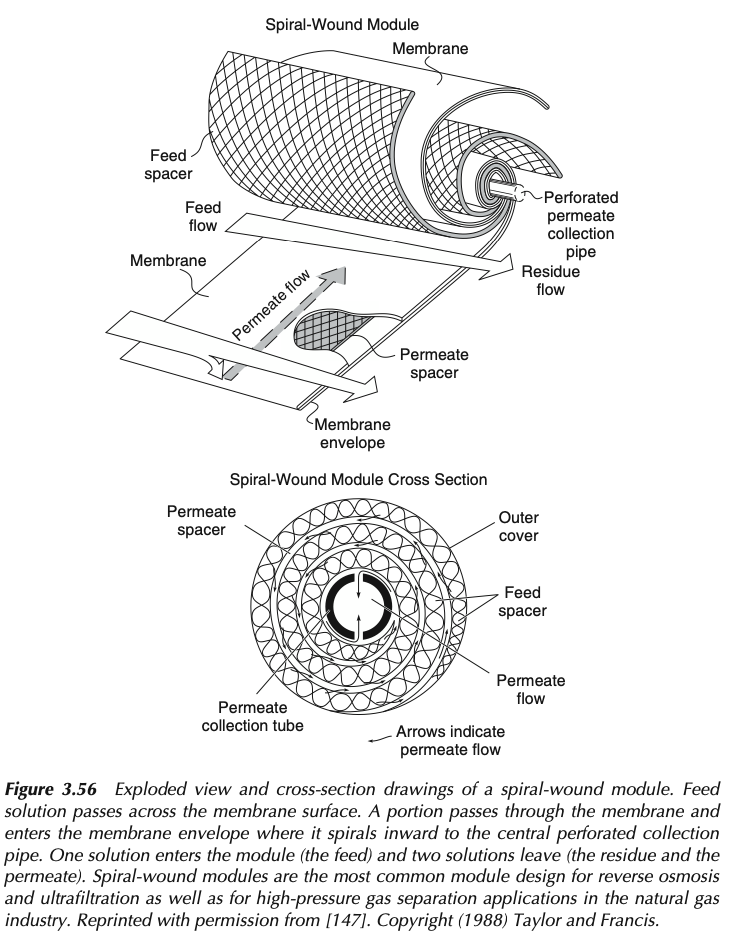 Spiral-Wound Module
Membrane
Feed
spacer
Perforated
permeate
collection
pipe
Feed
flow
Residue
flow
Membrane
Permeate flow
Permeate
spacer
Membrane
envelope
Spiral-Wound Module Cross Section
Permeate
spacer
Outer
cover
Feed
spacer
Permeate
flow
Permeate
collection tube
Arrows indicate
permeate flow
Figure 3.56 Exploded view and cross-section drawings of a spiral-wound module. Feed
solution passes across the membrane surface. A portion passes through the membrane and
enters the membrane envelope where it spirals inward to the central perforated collection
pipe. One solution enters the module (the feed) and two solutions leave (the residue and the
permeate). Spiral-wound modules are the most common module design for reverse osmosis
and ultrafiltration as well as for high-pressure gas separation applications in the natural gas
industry. Reprinted with permission from [147]. Copyright (1988) Taylor and Francis.